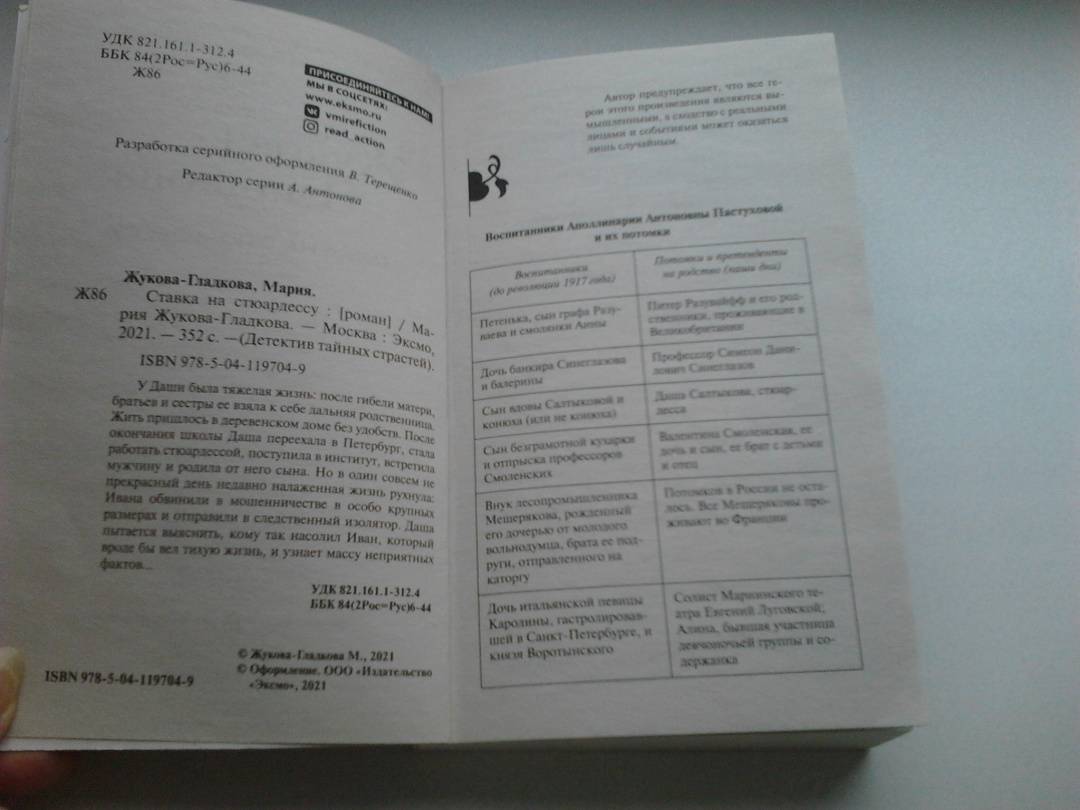 УДК 821.161.1-312.4
ББК 84(2Рос=Рус)6-44
Ж86
ПРИСОЕДИНЯЙТЕСЬ К НАМ!
МЫ В СОЦСЕТЯХ:
www.eksmo.ru
vmirefiction
read_action
Разработка серийного оформления В. Терещенко
Редактор серии А. Антонова
Жукова-Гладкова, Мария.
Ж86 Ставка на стюардессу : [роман] / Ма-
рия Жукова-Гладкова. — Москва : Эксмо,
2021. — 352 с. —(Детектив тайных страстей).
ISBN 978-5-04-119704-9
У Даши была тяжелая жизнь: после гибели матери,
братьев и сестры ее взяла к себе дальняя родственница.
Жить пришлось в деревенском доме без удобств. После
окончания школы Даша переехала в Петербург, стала
работать стюардессой, поступила в институт, встретила
мужчину и родила от него сына. Но в один совсем не
прекрасный день недавно налаженная жизнь рухнула:
Ивана обвинили в мошенничестве в особо крупных
размерах и отправили в следственный изолятор. Даша
пытается выяснить, кому так насолил Иван, который
вроде бы вел тихую жизнь, и узнает массу неприятных
фактов...
УДК 821.161.1-312.4
ББК 84(2Рос=Рус)6-44
© Жукова-Гладкова М., 2021
© Оформление. ООО «Издательство
«Эксмо», 2021
ISBN 978-5-04-119704-9
Автор предупреждает, что все ге-
рои этого произведения являются вы-
мышленными, а сходство с реальными
лицами и событиями может оказаться
лишь случайным.
Воспитанники Аполлинарии Антоновны Пастуховой
и их потомки
Воспитанники
(до революции 1917 года)
Потомки и претенденты
на родство (наши дни)
Петенька, сын графа Разу-
ваева и смолянки Анны
Питер Разувайфф и его род-
ственники, проживающие в
Великобритании
Дочь банкира Синеглазова
и балерины
Профессор Симеон Дани-
лович Синеглазов
Сын вдовы Салтыковой и
конюха (или не конюха)
Даша Салтыкова, стюар-
десса
Сын безграмотной кухарки
и отпрыска профессоров
Смоленских
Валентина Смоленская, ее
дочь и сын, ее брат с детьми
и отец
Внук лесопромышленника
Мещерякова, рожденный
его дочерью от молодого
вольнодумца, брата ее под-
руги, отправленного на
каторгу
Потомков в России не оста-
лось. Все Мещеряковы про-
живают во Франции
Дочь итальянской певицы
Каролины, гастролировав-
шей в Санкт-Петербурге, и
князя Воротынского
Солист Мариинского те-
атра Евгений Луговской;
Алина, бывшая участница
девчоночьей группы и со-
держанка